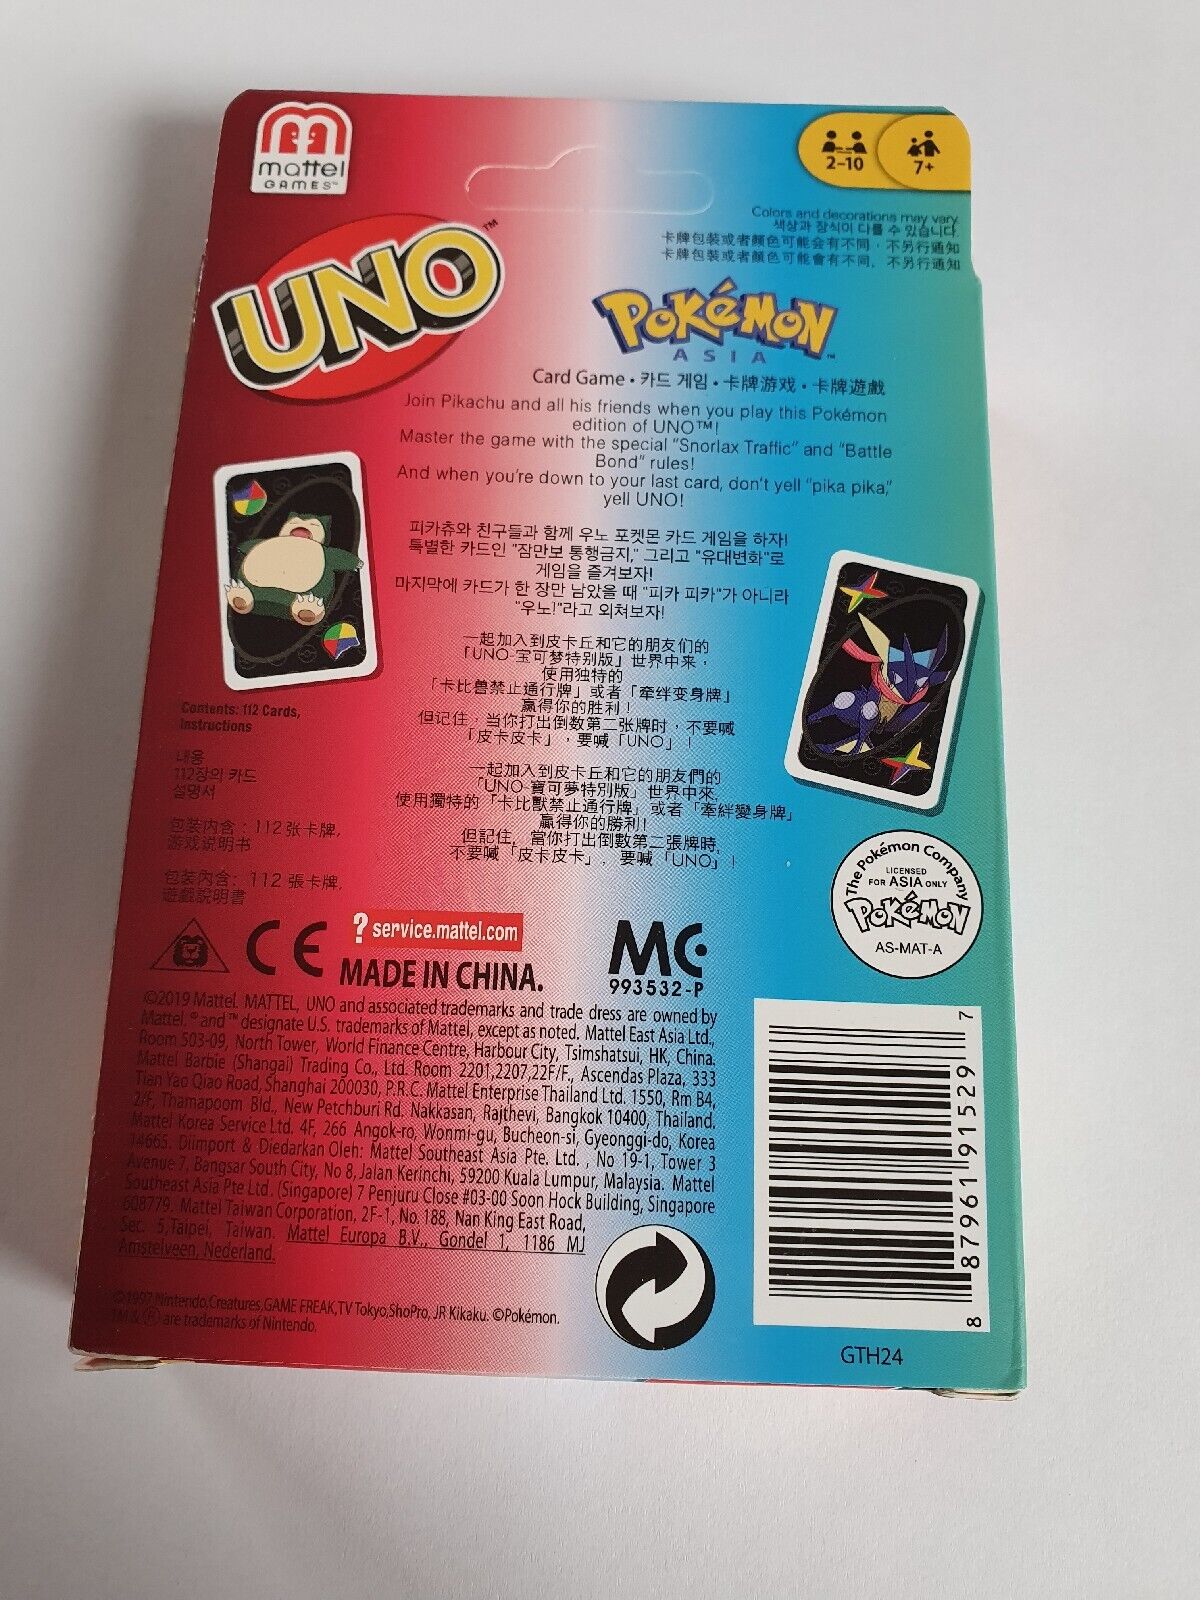 mattel
GAMES™
2-10
7+
UNO™
Colors and decorations may vary.
색상과 장식이 다를 수 있습니다.
卡牌包裝或者颜色可能会有不同，不另行通知
卡牌包裝或者顏色可能會有不同，不另行通知
POKéMON
ASIA™
Card Game • 카드 게임 • 卡牌游戏 • 卡牌遊戲
Join Pikachu and all his friends when you play this Pokémon
edition of UNO™!
Master the game with the special "Snorlax Traffic" and "Battle
Bond" rules!
And when you're down to your last card, don't yell "pika pika,"
yell UNO!
피카츄와 친구들과 함께 우노 포켓몬 카드 게임을 하자!
특별한 카드인 "잠만보 통행금지," 그리고 "유대변화"로
게임을 즐겨보자!
마지막에 카드가 한 장만 남았을 때 "피카 피카"가 아니라
"우노!"라고 외쳐보자!
一起加入到皮卡丘和它的朋友们的
「UNO-宝可梦特别版」世界中来，
使用独特的
「卡比兽禁止通行牌」或者「牵绊变身牌」
赢得你的胜利！
但记住，当你打出倒数第二张牌时，不要喊
「皮卡皮卡」，要喊「UNO」！
一起加入到皮卡丘和它的朋友們的
「UNO-寶可夢特別版」世界中來，
使用獨特的「卡比獸禁止通行牌」或者「牽絆變身牌」
贏得你的勝利！
但記住，當你打出倒數第二張牌時，
不要喊「皮卡皮卡」，要喊「UNO」！
Contents: 112 Cards,
Instructions
내용
112장의 카드
설명서
包装内含：112 张卡牌,
游戏说明书
包裝內含：112 張卡牌,
遊戲說明書
The Pokémon Company
LICENSED
FOR ASIA ONLY
POKéMON
AS-MAT-A
CE
? service.mattel.com
MADE IN CHINA.
MC
993532-P
©2019 Mattel. MATTEL, UNO and associated trademarks and trade dress are owned by
Mattel. ® and ™ designate U.S. trademarks of Mattel, except as noted. Mattel East Asia Ltd.,
Room 503-09, North Tower, World Finance Centre, Harbour City, Tsimshatsui, HK, China.
Mattel Barbie (Shangai) Trading Co., Ltd. Room 2201,2207,22F/F., Ascendas Plaza, 333
Tian Yao Qiao Road, Shanghai 200030, P.R.C. Mattel Enterprise Thailand Ltd. 1550, Rm B4,
2/F, Thamapoom Bld., New Petchburi Rd. Nakkasan, Rajthevi, Bangkok 10400, Thailand.
Mattel Korea Service Ltd. 4F, 266 Angok-ro, Wonmi-gu, Bucheon-si, Gyeonggi-do, Korea
14665. Diimport & Diedarkan Oleh: Mattel Southeast Asia Pte. Ltd. , No 19-1, Tower 3
Avenue 7, Bangsar South City, No 8, Jalan Kerinchi, 59200 Kuala Lumpur, Malaysia. Mattel
Southeast Asia Pte Ltd. (Singapore) 7 Penjuru Close #03-00 Soon Hock Building, Singapore
608779. Mattel Taiwan Corporation, 2F-1, No. 188, Nan King East Road,
Sec. 5,Taipei, Taiwan. Mattel Europa B.V., Gondel 1, 1186 MJ
Amstelveen, Nederland.
©1997 Nintendo,Creatures,GAME FREAK,TV Tokyo,ShoPro, JR Kikaku. ©Pokémon.
TM & ® are trademarks of Nintendo.
8 87961 91529 7
GTH24